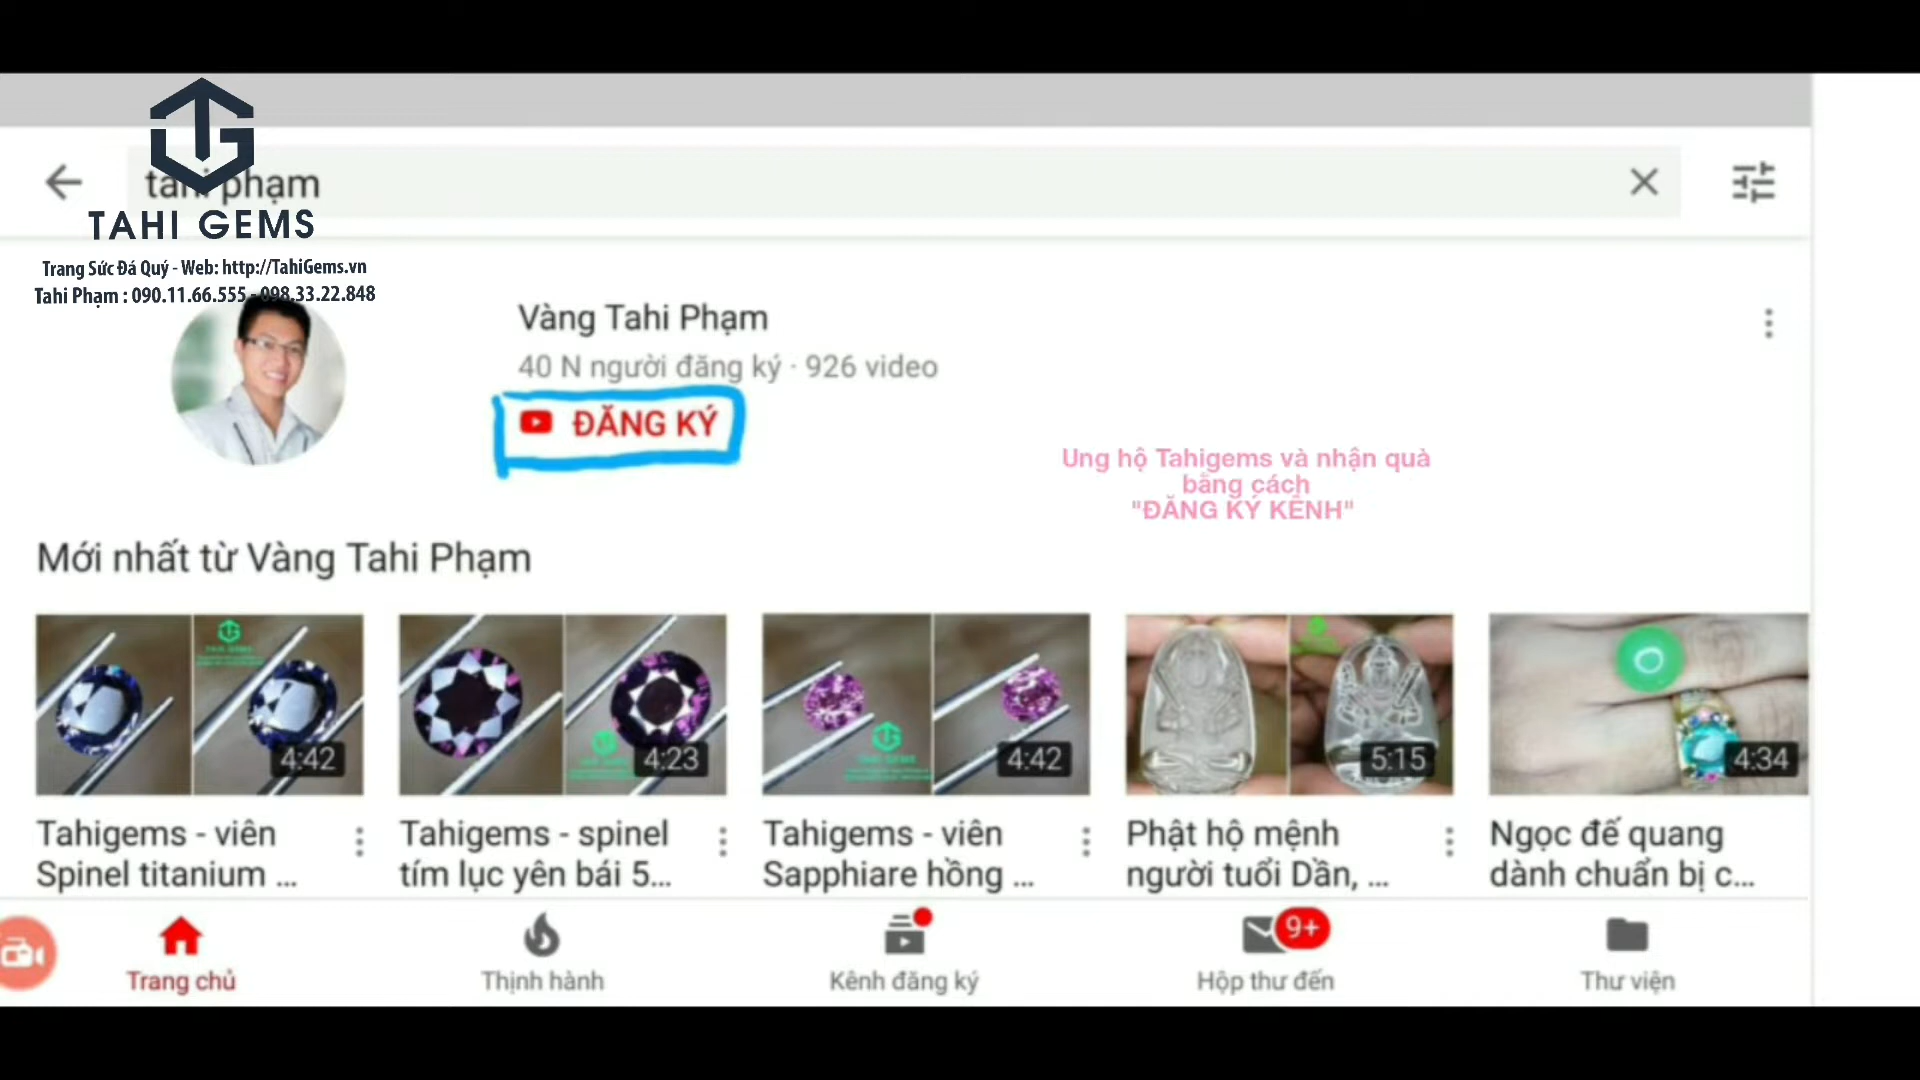 tahi phạm
TAHI GEMS
Trang Sức Đá Quý - Web: http://TahiGems.vn
Tahi Phạm : 090.11.66.555 - 098.33.22.848
Vàng Tahi Phạm
40 N người đăng ký · 926 video
ĐĂNG KÝ
Ung hộ Tahigems và nhận quà
bằng cách
"ĐĂNG KÝ KÊNH"
Mới nhất từ Vàng Tahi Phạm
4:42
4:23
4:42
5:15
4:34
Tahigems - viên
Spinel titanium ...
Tahigems - spinel
tím lục yên bái 5...
Tahigems - viên
Sapphiare hồng ...
Phật hộ mệnh
người tuổi Dần, ...
Ngọc đế quang
dành chuẩn bị c...
Trang chủ
Thịnh hành
Kênh đăng ký
9+
Hộp thư đến
Thư viện